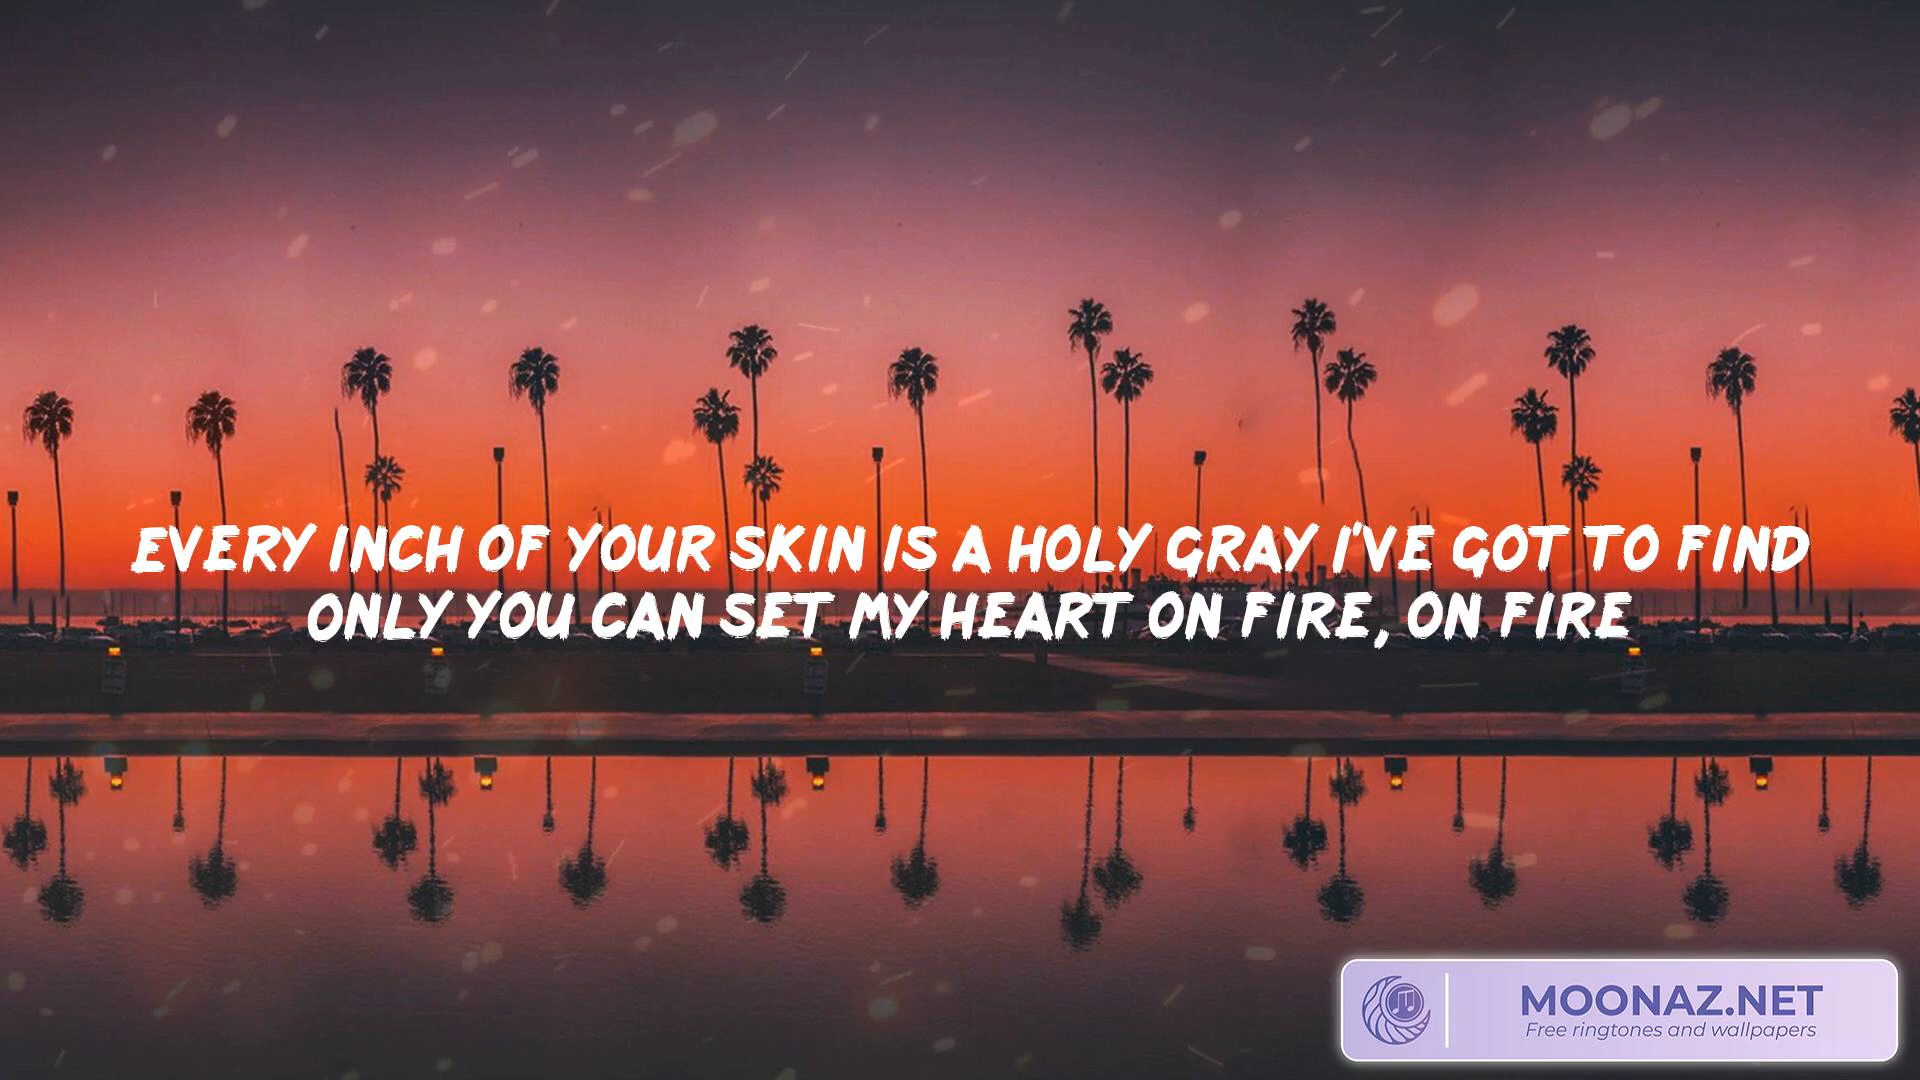 EVERY INCH OF YOUR SKIN IS A HOLY GRAY I'VE GOT TO FIND
ONLY YOU CAN SET MY HEART ON FIRE, ON FIRE
MOONAZ.NET
Free ringtones and wallpapers